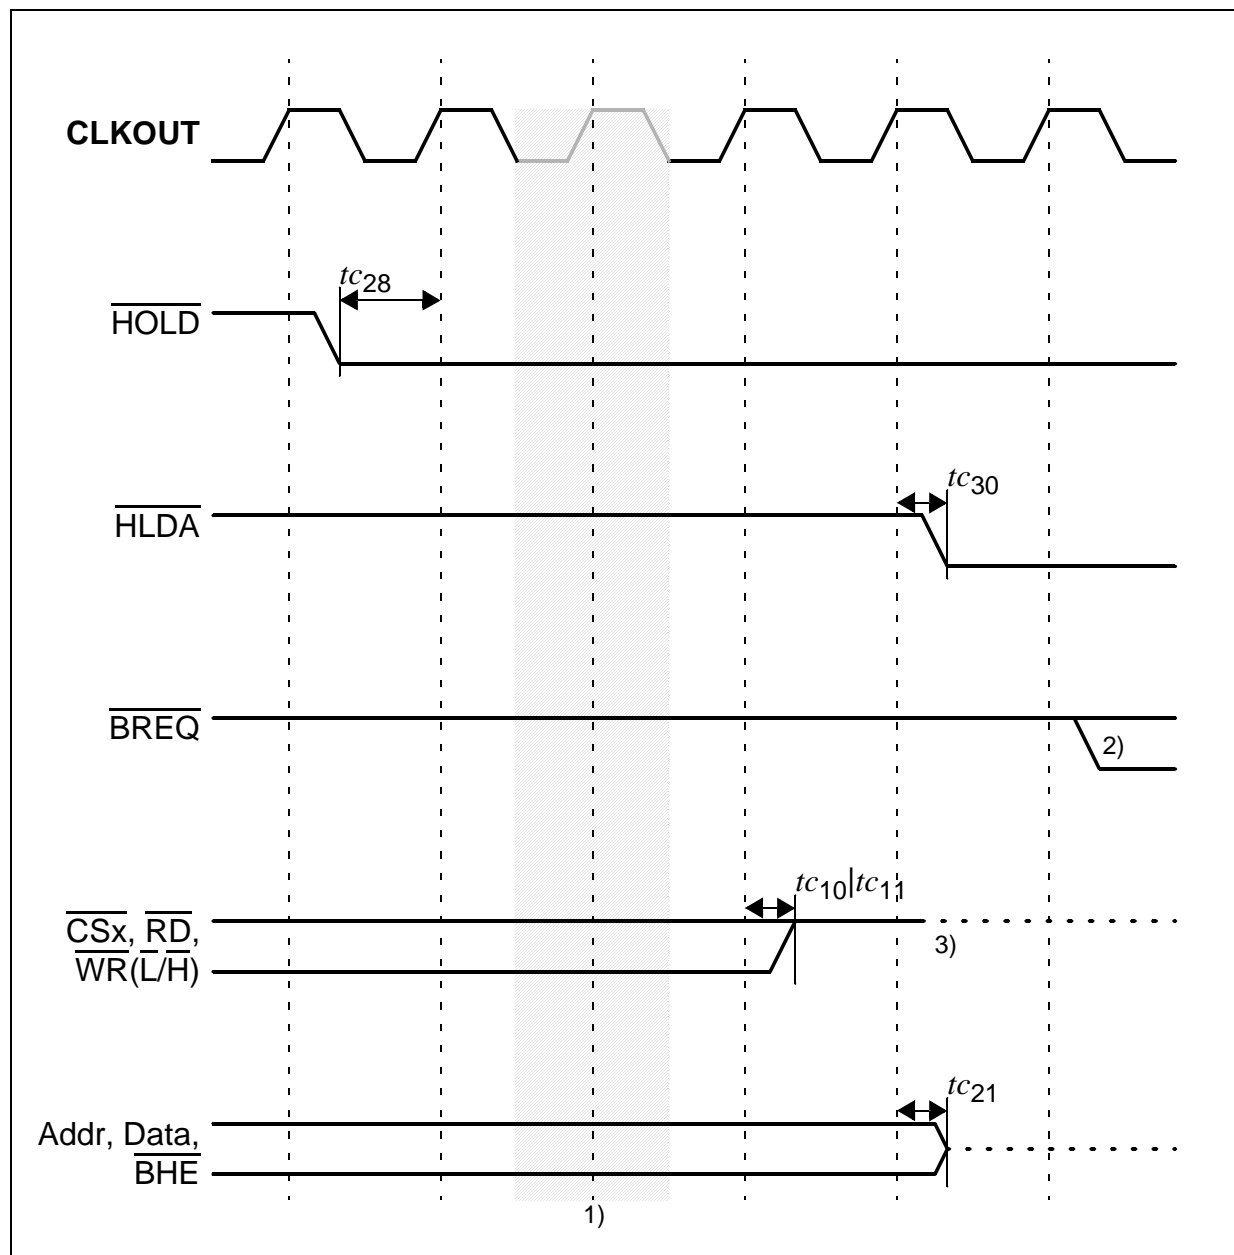 CLKOUT
tc28
HOLD
tc30
HLDA
BREQ
2)
tc10|tc11
CSx, RD,
WR(L/H)
3)
tc21
Addr, Data,
BHE
1)